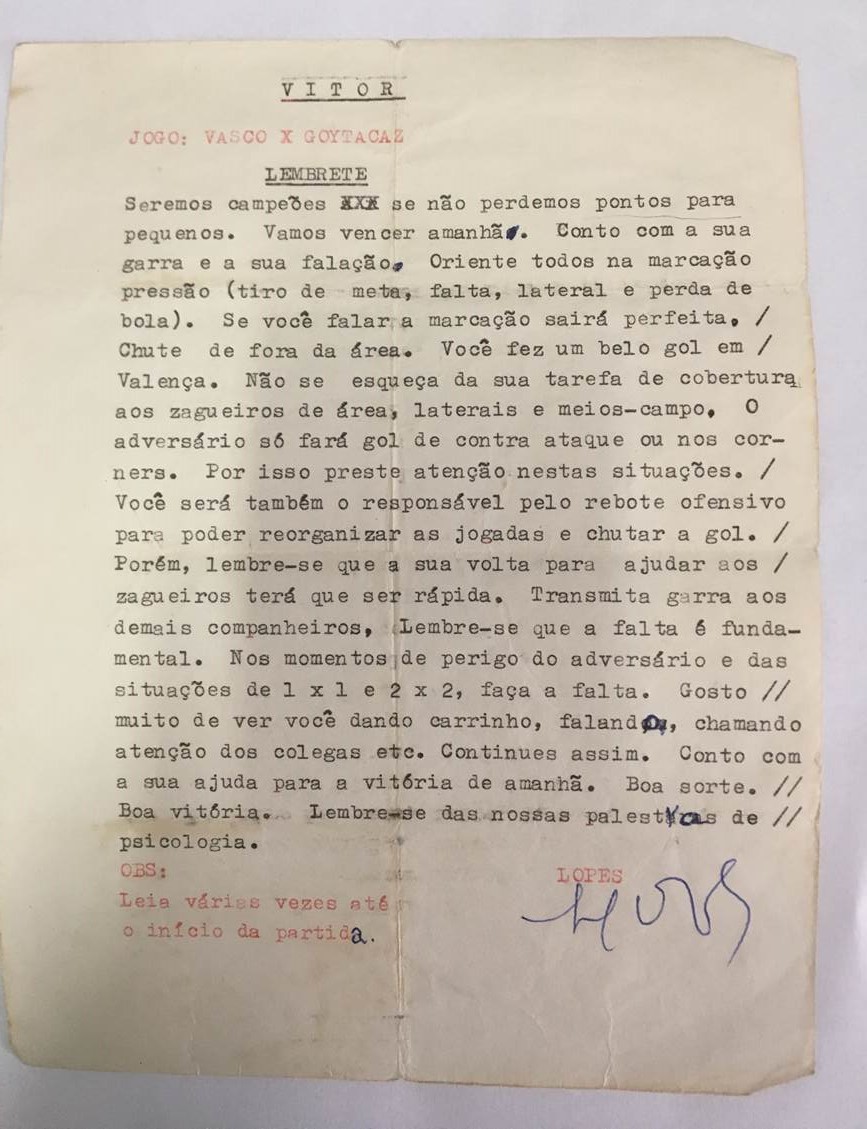 VITOR
JOGO: VASCO X GOYTACAZ
LEMBRETE
Seremos campeões XXX se não perdemos pontos para
pequenos. Vamos vencer amanhã. Conto com a sua
garra e a sua falação. Oriente todos na marcação
pressão (tiro de meta, falta, lateral e perda de
bola). Se você falar a marcação sairá perfeita. /
Chute de fora da área. Você fez um belo gol em /
Valença. Não se esqueça da sua tarefa de cobertura
aos zagueiros de área, laterais e meios-campo. O
adversário só fará gol de contra ataque ou nos cor-
ners. Por isso preste atenção nestas situações. /
Você será também o responsável pelo rebote ofensivo
para poder reorganizar as jogadas e chutar a gol. /
Porém, lembre-se que a sua volta para ajudar aos /
zagueiros terá que ser rápida. Transmita garra aos
demais companheiros, Lembre-se que a falta é funda-
mental. Nos momentos de perigo do adversário e das
situações de l x l e 2 x 2, faça a falta. Gosto //
muito de ver você dando carrinho, falando, chamando
atenção dos colegas etc. Continues assim. Conto com
a sua ajuda para a vitória de amanhã. Boa sorte. //
Boa vitória. Lembre-se das nossas palestras de //
psicologia.
OBS:
Leia várias vezes até
o início da partida.
LOPES